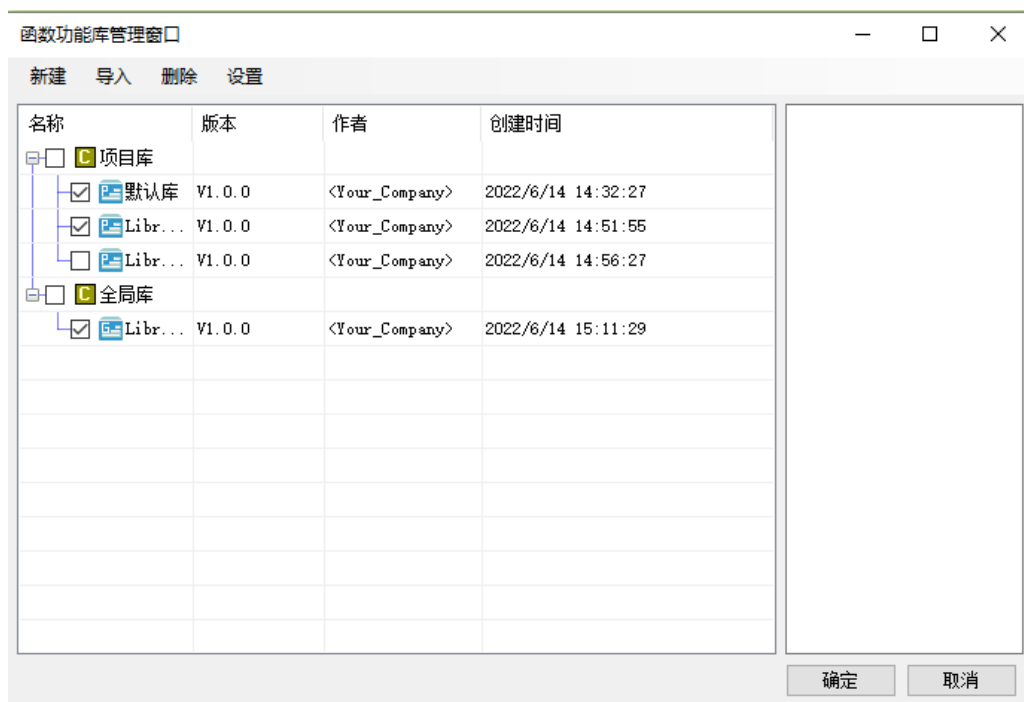 函数功能库管理窗口
新建 导入 删除 设置
名称 版本 作者 创建时间
C 项目库
P 默认库 V1.0.0 <Your_Company> 2022/6/14 14:32:27
P Libr... V1.0.0 <Your_Company> 2022/6/14 14:51:55
P Libr... V1.0.0 <Your_Company> 2022/6/14 14:56:27
C 全局库
G Libr... V1.0.0 <Your_Company> 2022/6/14 15:11:29
确定 取消